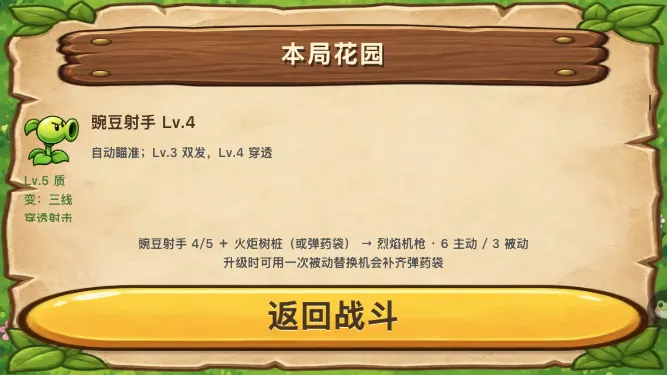 本局花园
豌豆射手 Lv.4
自动瞄准；Lv.3 双发，Lv.4 穿透
Lv.5 质
变：三线
穿透射击
豌豆射手 4/5 + 火炬树桩（或弹药袋） → 烈焰机枪 · 6 主动 / 3 被动
升级时可用一次被动替换机会补齐弹药袋
返回战斗